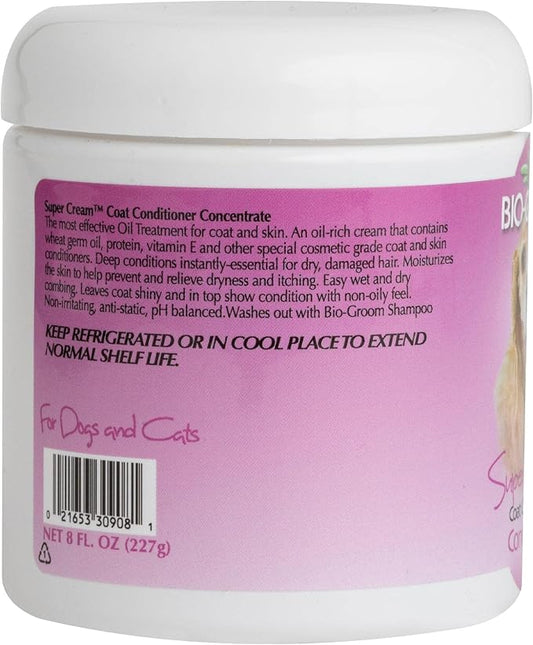 Super Cream™ Coat Conditioner Concentrate
The most effective Oil Treatment for coat and skin. An oil-rich cream that contains
wheat germ oil, protein, vitamin E and other special cosmetic grade coat and skin
conditioners. Deep conditions instantly-essential for dry, damaged hair. Moisturizes
the skin to help prevent and relieve dryness and itching. Easy wet and dry
combing. Leaves coat shiny and in top show condition with non-oily feel.
Non-irritating, anti-static, pH balanced.Washes out with Bio-Groom Shampoo
KEEP REFRIGERATED OR IN COOL PLACE TO EXTEND
NORMAL SHELF LIFE.
For Dogs and Cats
0 21653 30908 1
NET 8 FL. OZ (227g)
1
BIO-
Super
Coat
Con